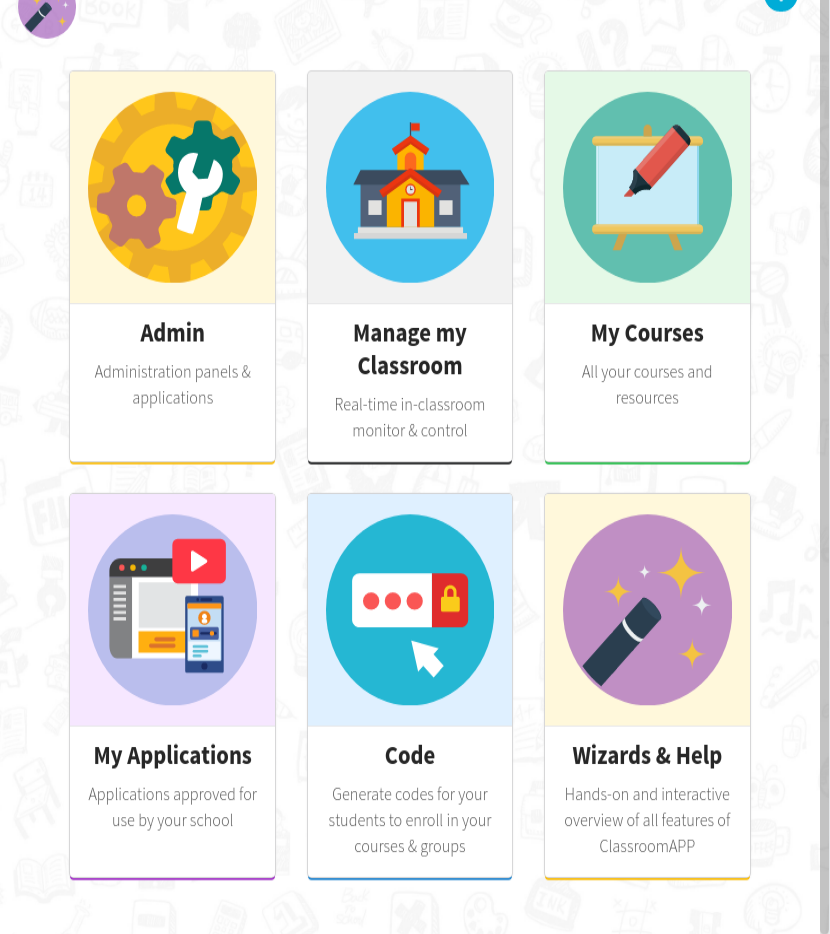 Admin
Administration panels &
applications
Manage my
Classroom
Real-time in-classroom
monitor & control
My Courses
All your courses and
resources
My Applications
Applications approved for
use by your school
Code
Generate codes for your
students to enroll in your
courses & groups
Wizards & Help
Hands-on and interactive
overview of all features of
ClassroomAPP